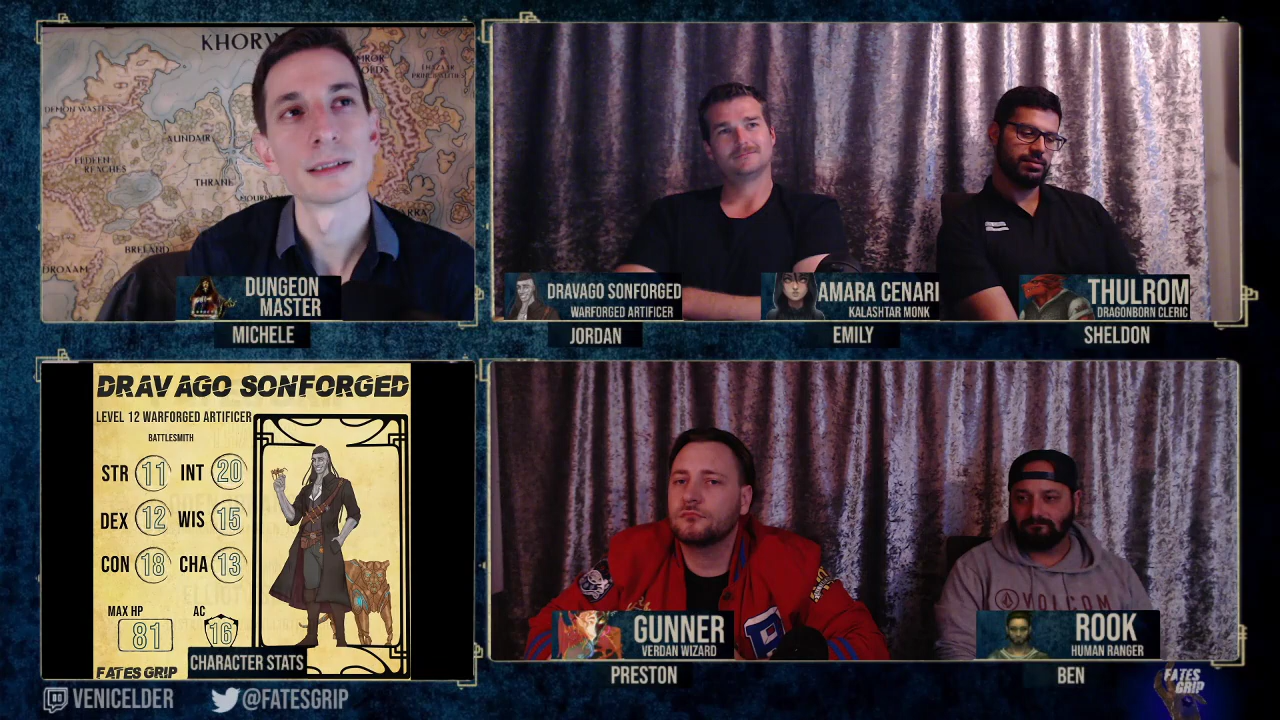 KHORV
DEMON WASTES
AUNDAIR
ELDEEN
REACHES
THRANE
BRELAND
DROAAM
DUNGEON
MASTER
MICHELE
DRAVAGO SONFORGED
WARFORGED ARTIFICER
JORDAN
AMARA CENARI
KALASHTAR MONK
EMILY
THULROM
DRAGONBORN CLERIC
SHELDON
DRAVAGO SONFORGED
LEVEL 12 WARFORGED ARTIFICER
BATTLESMITH
STR 11 INT 20
DEX 12 WIS 15
CON 18 CHA 13
MAX HP AC
81 16
FATES GRIP
CHARACTER STATS
GUNNER
VERDAN WIZARD
PRESTON
VOLCOM
ROOK
HUMAN RANGER
BEN
VENICELDER
@FATESGRIP
FATES
GRIP